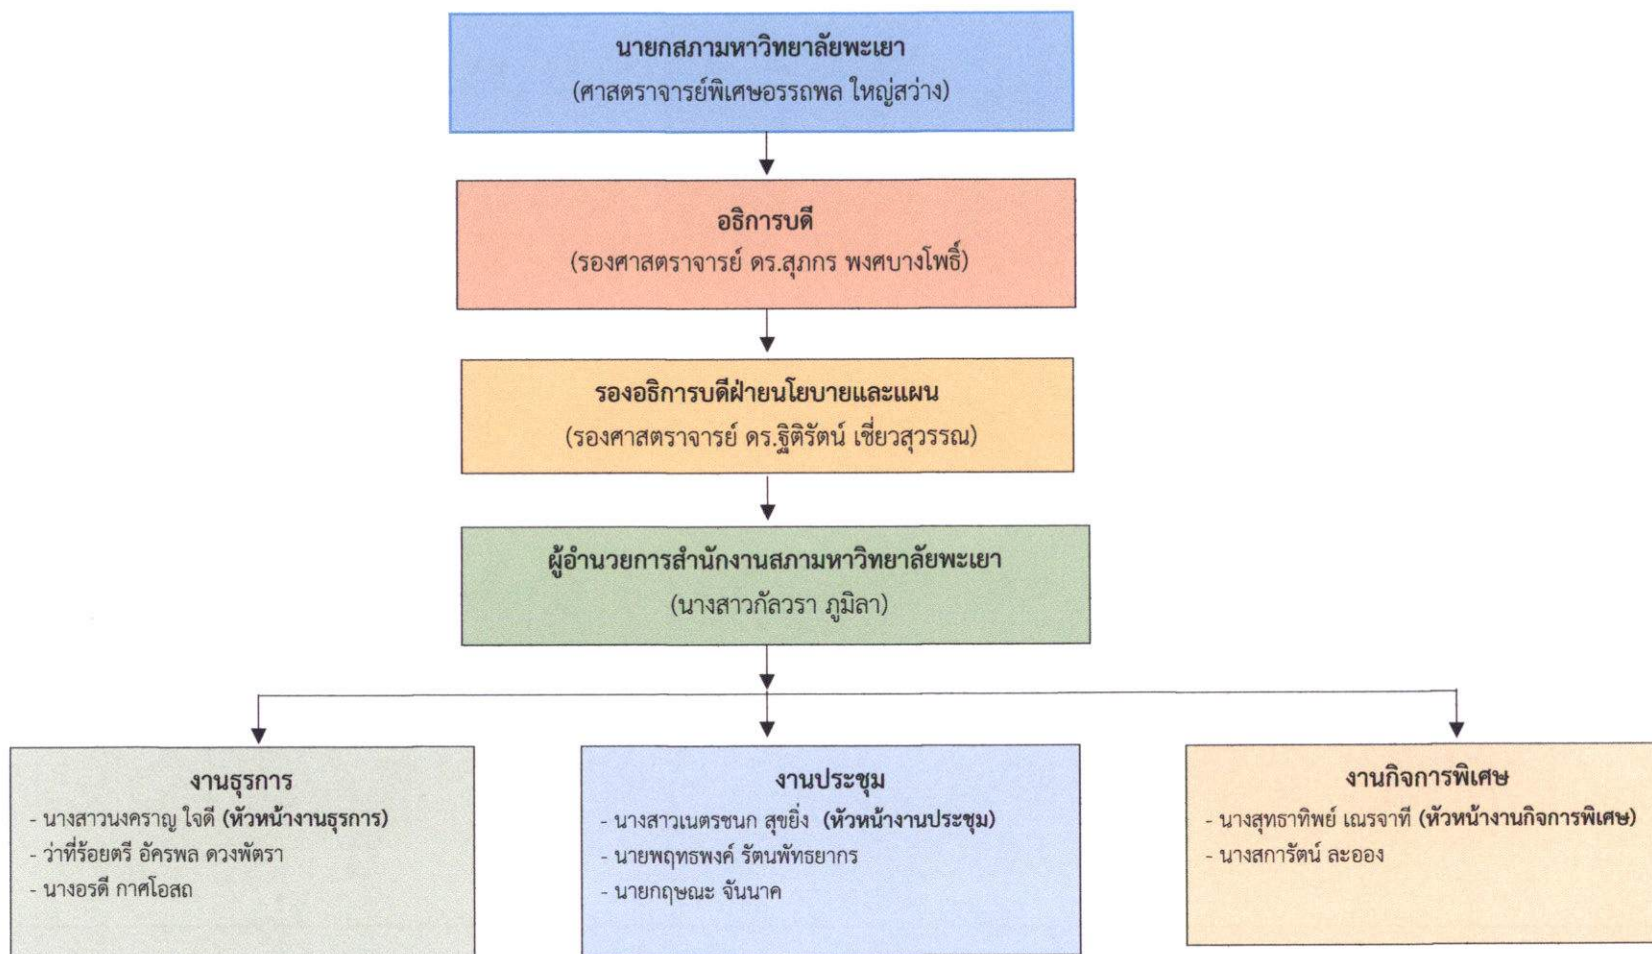 นายกสภามหาวิทยาลัยพะเยา
(ศาสตราจารย์พิเศษอรรถพล ใหญ่สว่าง)
อธิการบดี
(รองศาสตราจารย์ ดร.สุภกร พงศบางโพธิ์)
รองอธิการบดีฝ่ายนโยบายและแผน
(รองศาสตราจารย์ ดร.ฐิติรัตน์ เชี่ยวสุวรรณ)
ผู้อำนวยการสำนักงานสภามหาวิทยาลัยพะเยา
(นางสาวกัลวรา ภูมิลา)
งานธุรการ
- นางสาวนงคราญ ใจดี (หัวหน้างานธุรการ)
- ว่าที่ร้อยตรี อัครพล ดวงพัตรา
- นางอรดี กาศโอสถ
งานประชุม
- นางสาวเนตรชนก สุขยิ่ง (หัวหน้างานประชุม)
- นายพฤทธพงค์ รัตนพัทธยากร
- นายกฤษณะ จันนาค
งานกิจการพิเศษ
- นางสุทธาทิพย์ เณรจาที (หัวหน้างานกิจการพิเศษ)
- นางสการัตน์ ละออง